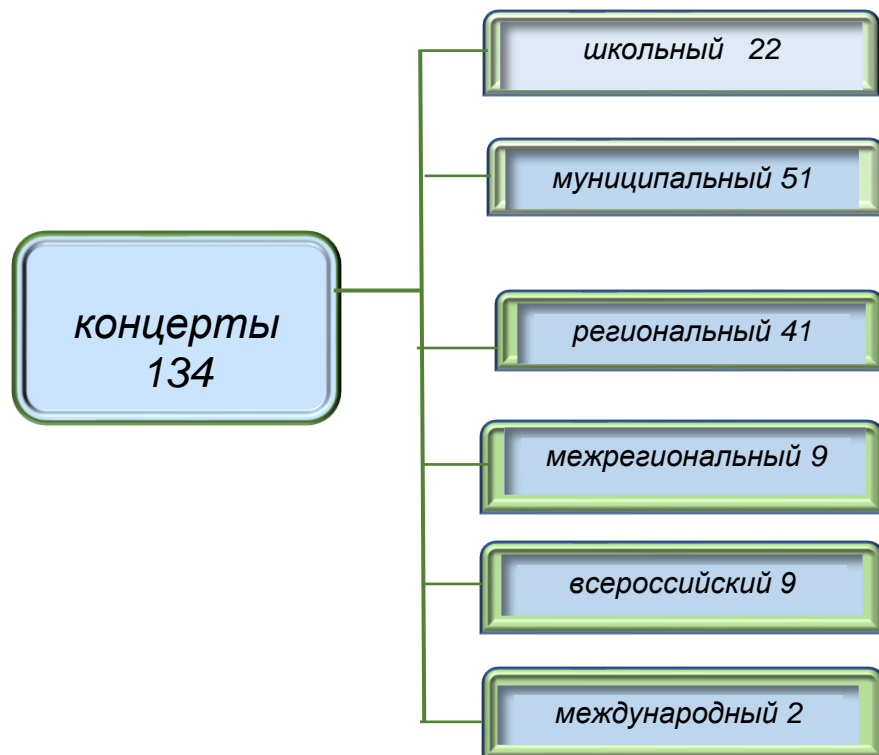 концерты
134
школьный 22
муниципальный 51
региональный 41
межрегиональный 9
всероссийский 9
международный 2